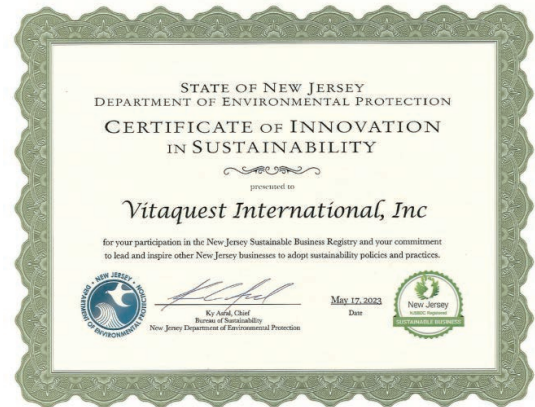 STATE OF NEW JERSEY
DEPARTMENT OF ENVIRONMENTAL PROTECTION
CERTIFICATE OF INNOVATION
IN SUSTAINABILITY
presented to
Vitaquest International, Inc
for your participation in the New Jersey Sustainable Business Registry and your commitment
to lead and inspire other New Jersey businesses to adopt sustainability policies and practices.
NEW JERSEY
DEPARTMENT OF ENVIRONMENTAL PROTECTION
Ky Asral, Chief
Bureau of Sustainability
New Jersey Department of Environmental Protection
May 17, 2023
Date
New Jersey
NJSBDC Registered
SUSTAINABLE BUSINESS